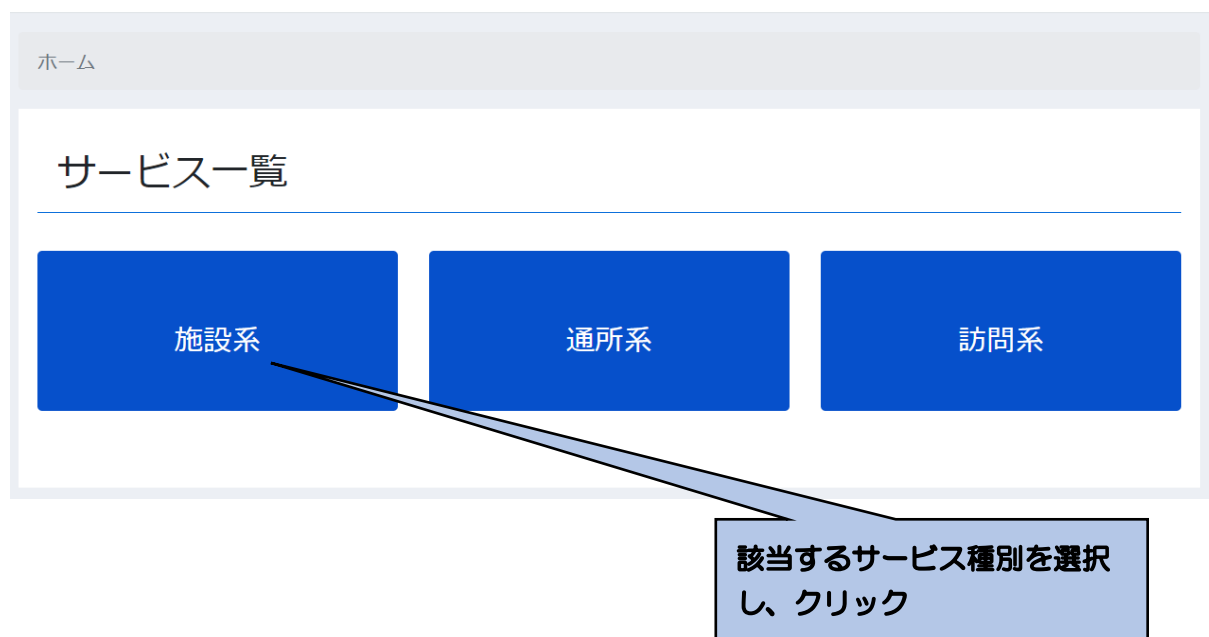 ホーム
サービス一覧
施設系
通所系
訪問系
該当するサービス種別を選択
し、クリック